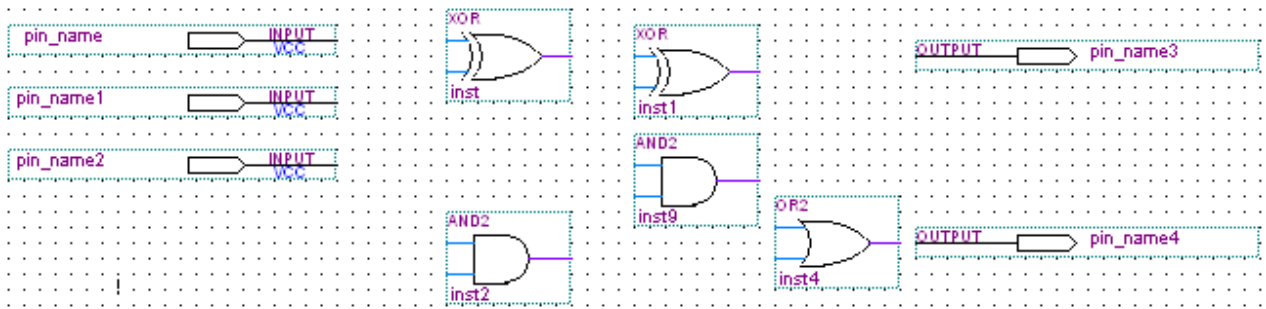 pin_name INPUT VCC
pin_name1 INPUT VCC
pin_name2 INPUT VCC
XOR
inst
XOR
inst1
AND2
inst9
AND2
inst2
OR2
inst4
OUTPUT pin_name3
OUTPUT pin_name4
!